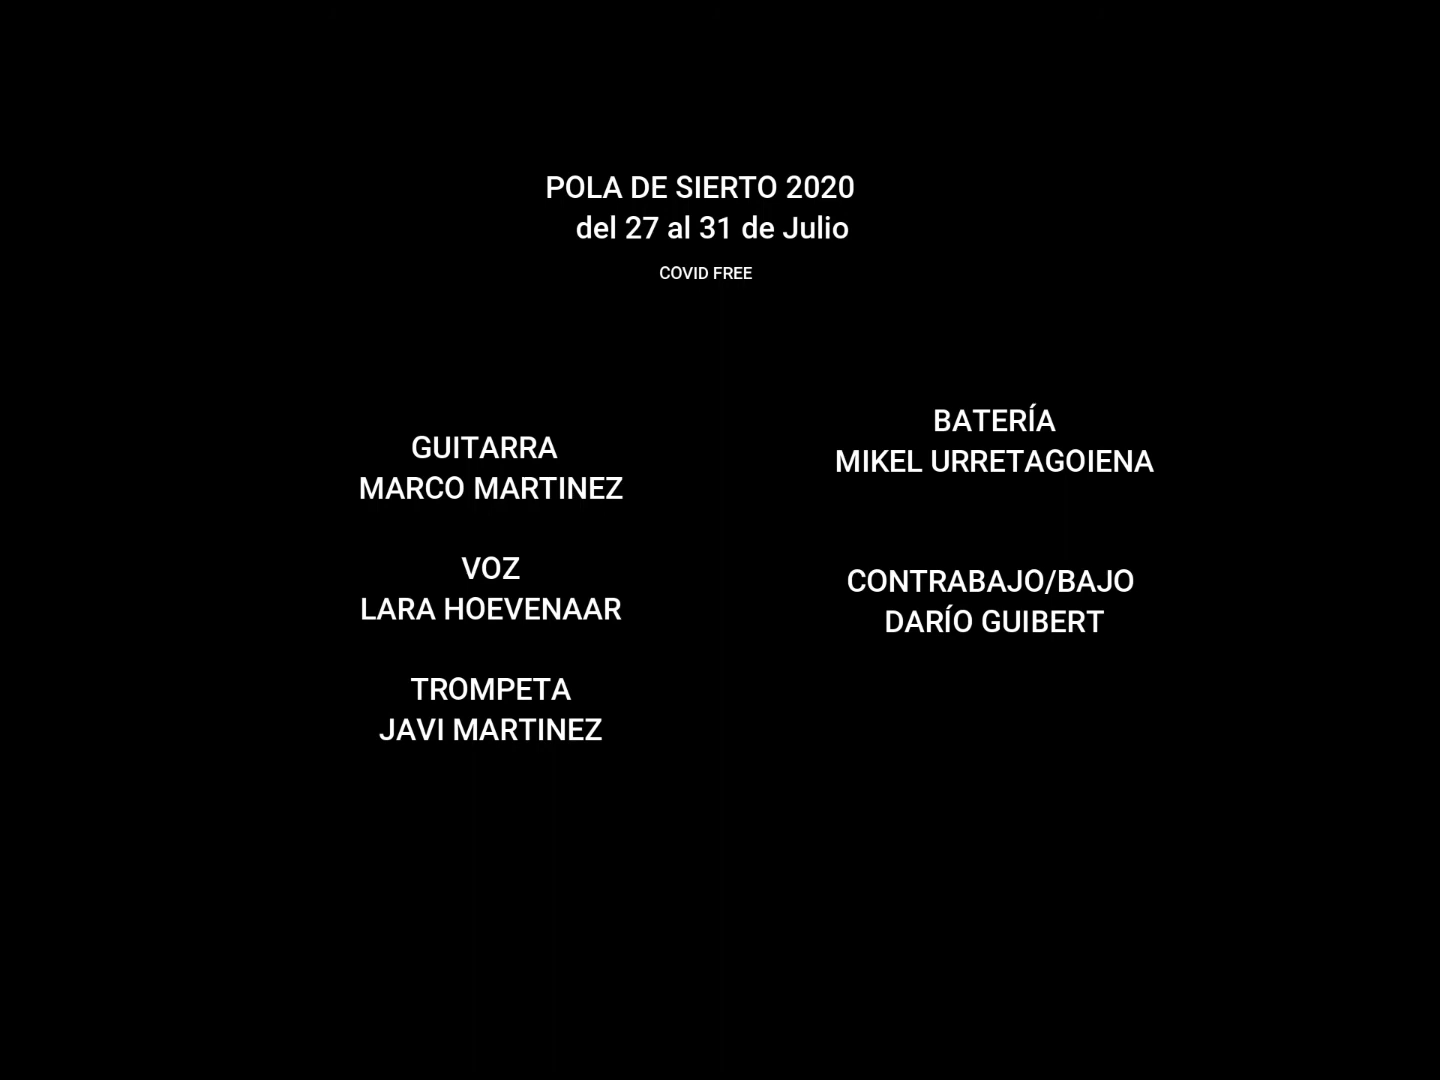 POLA DE SIERTO 2020
del 27 al 31 de Julio
COVID FREE
GUITARRA
MARCO MARTINEZ
VOZ
LARA HOEVENAAR
TROMPETA
JAVI MARTINEZ
BATERÍA
MIKEL URRETAGOIENA
CONTRABAJO/BAJO
DARÍO GUIBERT